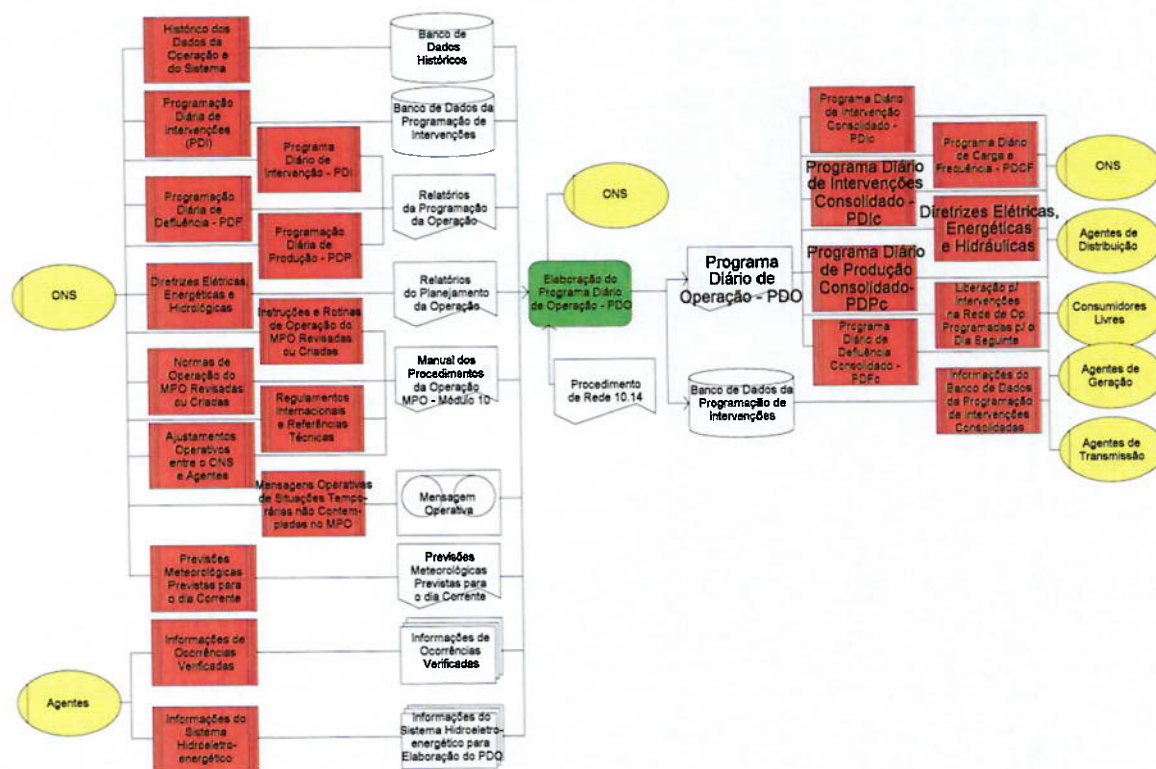 Histórico dos
Dados da
Operação e
do Sistema
Banco de
Dados
Históricos
Programação
Diária de
Intervenções
(PDI)
Banco de Dados da
Programação de
Intervenções
Programa
Diário de
Intervenção - PDI
Programação
Diária de
Defluência - PDF
Relatórios
da Programação
da Operação
Programação
Diária de
Produção - PDP
ONS
Diretrizes Elétricas,
Energéticas e
Hidrológicas
Relatórios
do Planejamento
da Operação
Instruções e Rotinas
de Operação do
MPO Revisadas
ou Criadas
Normas de
Operação do
MPO Revisadas
ou Criadas
Manual dos
Procedimentos
da Operação
MPO - Módulo 10
Regulamentos
Internacionais
e Referências
Técnicas
Ajustamentos
Operativos
entre o ONS
e Agentes
Mensagens Operativas
de Situações Tempo-
rárias não Contem-
pladas no MPO
Mensagem
Operativa
Previsões
Meteorológicas
Previstas para
o dia Corrente
Previsões
Meteorológicas
Previstas para
o dia Corrente
Informações de
Ocorrências
Verificadas
Informações de
Ocorrências
Verificadas
Agentes
Informações do
Sistema
Hidroeletro-
energético
Informações do
Sistema Hidroeletro-
energético para
Elaboração do PDO
ONS
Elaboração do
Programa Diário
de Operação - PDO
Procedimento
de Rede 10.14
Programa
Diário de
Operação - PDO
Banco de Dados da
Programação de
Intervenções
Programa Diário
de Intervenção
Consolidado -
PDIc
Programa Diário
de Carga e
Frequência - PDCF
Programa Diário
de Intervenções
Consolidado -
PDIc
Diretrizes Elétricas,
Energéticas
e Hidráulicas
Programa Diário
de Produção
Consolidado-
PDPc
Liberação p/
Intervenções
na Rede de Op.
Programadas p/ o
Dia Seguinte
Programa
Diário de
Defluência
Consolidado -
PDFc
Informações do
Banco de Dados
da Programação
de Intervenções
Consolidadas
ONS
Agentes de
Distribuição
Consumidores
Livres
Agentes de
Geração
Agentes de
Transmissão